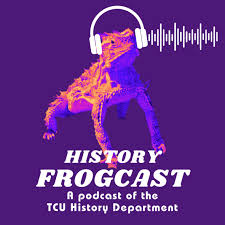 HISTORY
FROGCAST
A podcast of the
TCU History Department